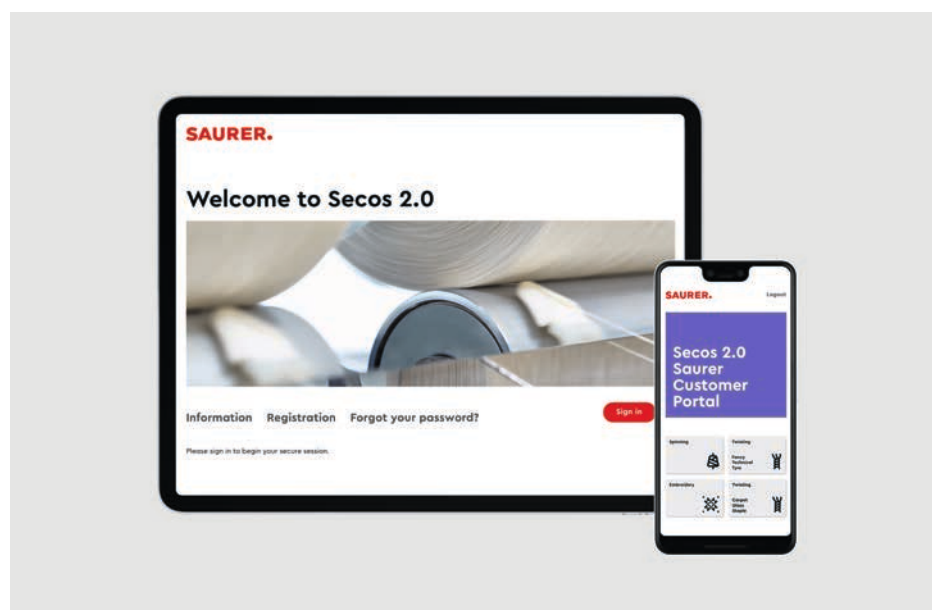 SAURER.
Welcome to Secos 2.0
Information Registration Forgot your password?
Sign in
Please sign in to begin your secure session.
SAURER.
Logout
Secos 2.0
Saurer
Customer
Portal
Spinning
Twisting
Fancy
Technical
Tyre
Embroidery
Twisting
Carpet
Glass
Staple